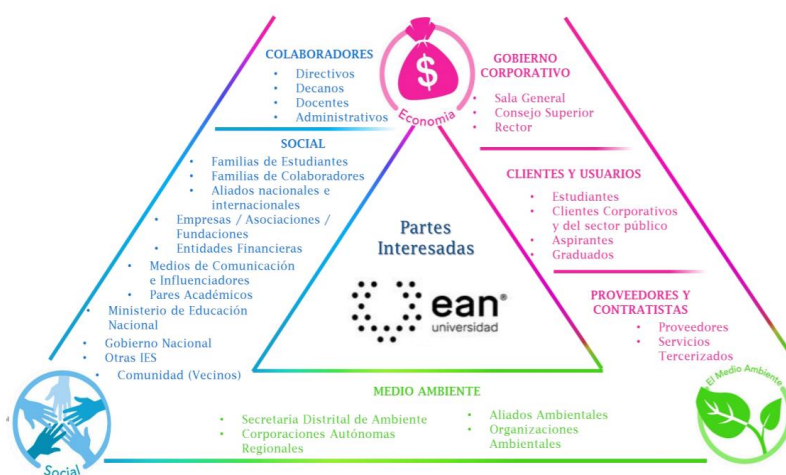 COLABORADORES
• Directivos
• Decanos
• Docentes
• Administrativos
SOCIAL
• Familias de Estudiantes
• Familias de Colaboradores
• Aliados nacionales e
internacionales
• Empresas / Asociaciones /
Fundaciones
• Entidades Financieras
• Medios de Comunicación
e Influenciadores
• Pares Académicos
• Ministerio de Educación
Nacional
• Gobierno Nacional
• Otras IES
• Comunidad (Vecinos)
$
Economia
GOBIERNO
CORPORATIVO
• Sala General
• Consejo Superior
• Rector
CLIENTES Y USUARIOS
• Estudiantes
• Clientes Corporativos
y del sector público
• Aspirantes
• Graduados
PROVEEDORES Y
CONTRATISTAS
• Proveedores
• Servicios
Tercerizados
Partes
Interesadas
ean®
universidad
Social
El Medio Ambiente
MEDIO AMBIENTE
• Secretaria Distrital de Ambiente
• Corporaciones Autónomas
Regionales
• Aliados Ambientales
• Organizaciones
Ambientales